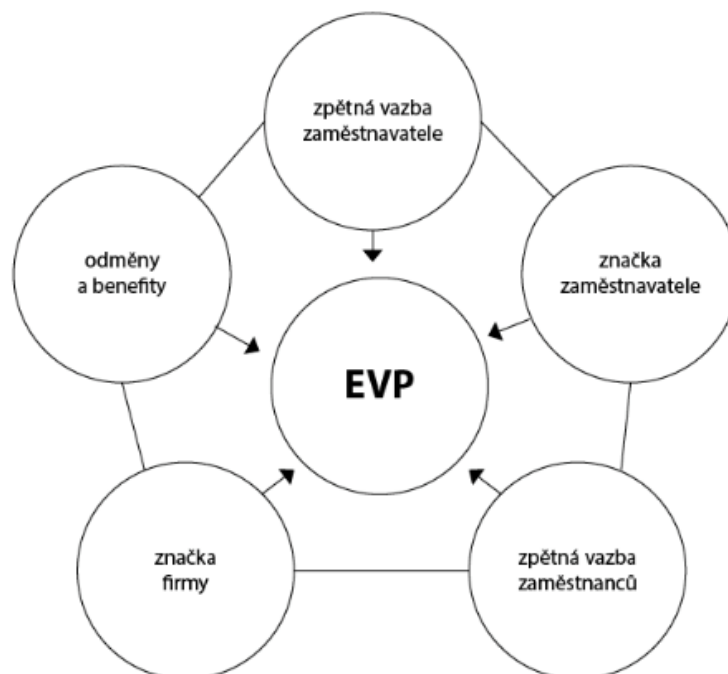 zpětná vazba
zaměstnavatele
odměny
a benefity
značka
zaměstnavatele
EVP
značka
firmy
zpětná vazba
zaměstnanců